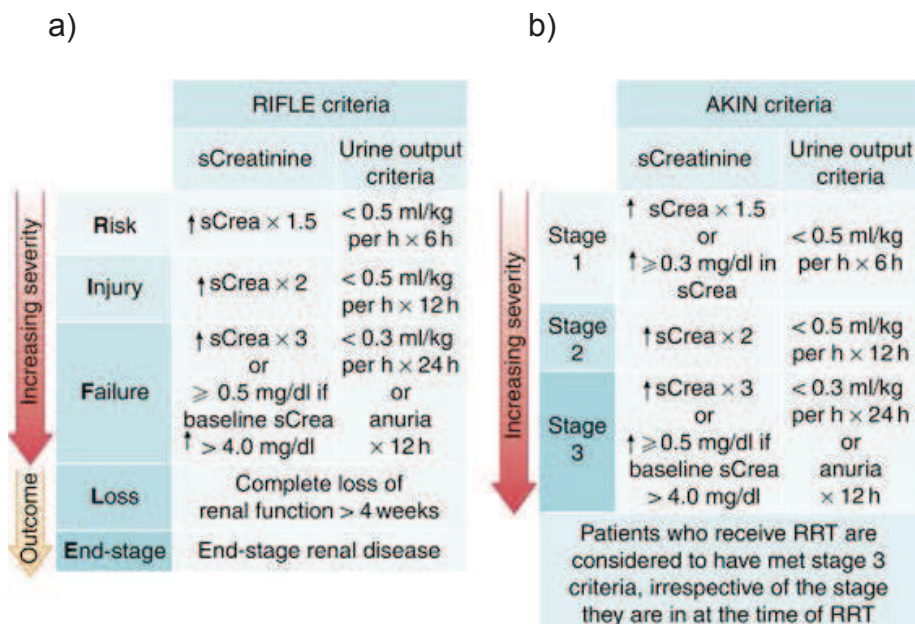 a)
RIFLE criteria
sCreatinine
Urine output
criteria
Increasing severity
Risk
↑ sCrea × 1.5
< 0.5 ml/kg
per h × 6 h
Injury
↑ sCrea × 2
< 0.5 ml/kg
per h × 12 h
Failure
↑ sCrea × 3
or
≥ 0.5 mg/dl if
baseline sCrea
↑ > 4.0 mg/dl
< 0.3 ml/kg
per h × 24 h
or
anuria
× 12 h
Outcome
Loss
Complete loss of
renal function > 4 weeks
End-stage
End-stage renal disease
b)
AKIN criteria
sCreatinine
Urine output
criteria
Increasing severity
Stage
1
↑ sCrea × 1.5
or
↑ ≥ 0.3 mg/dl in
sCrea
< 0.5 ml/kg
per h × 6 h
Stage
2
↑ sCrea × 2
< 0.5 ml/kg
per h × 12 h
Stage
3
↑ sCrea × 3
or
↑ ≥ 0.5 mg/dl if
baseline sCrea
> 4.0 mg/dl
< 0.3 ml/kg
per h × 24 h
or
anuria
× 12 h
Patients who receive RRT are
considered to have met stage 3
criteria, irrespective of the stage
they are in at the time of RRT